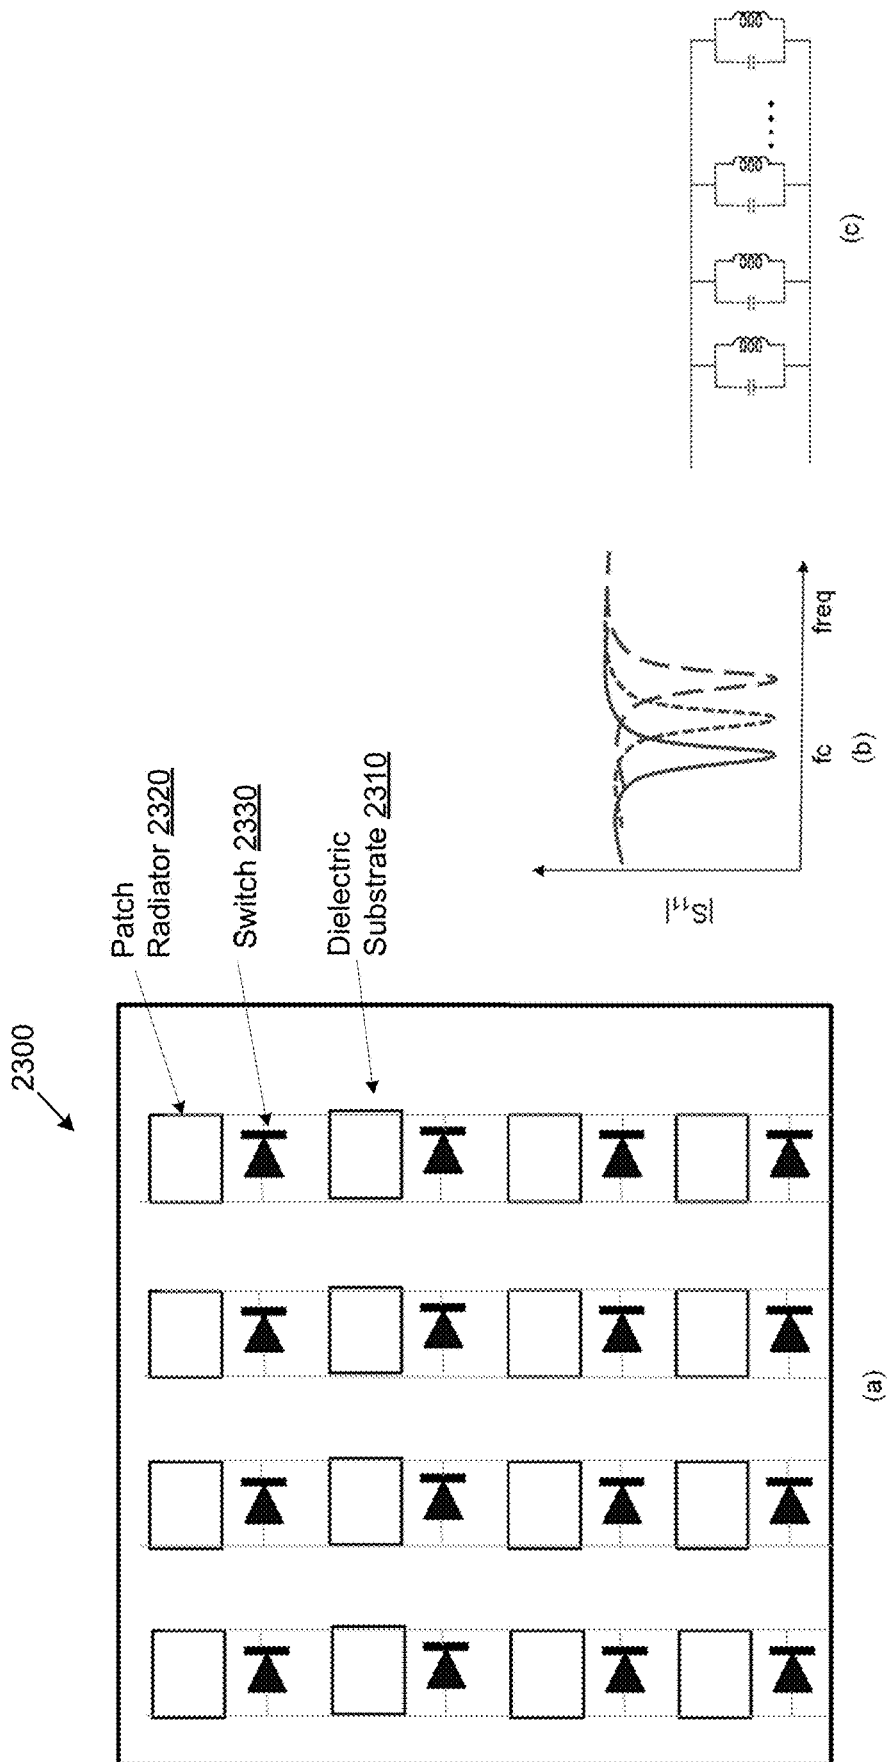 2300
Patch
Radiator 2320
Switch 2330
Dielectric
Substrate 2310
(a)
|S₁₁|
fc
freq
(b)
(c)